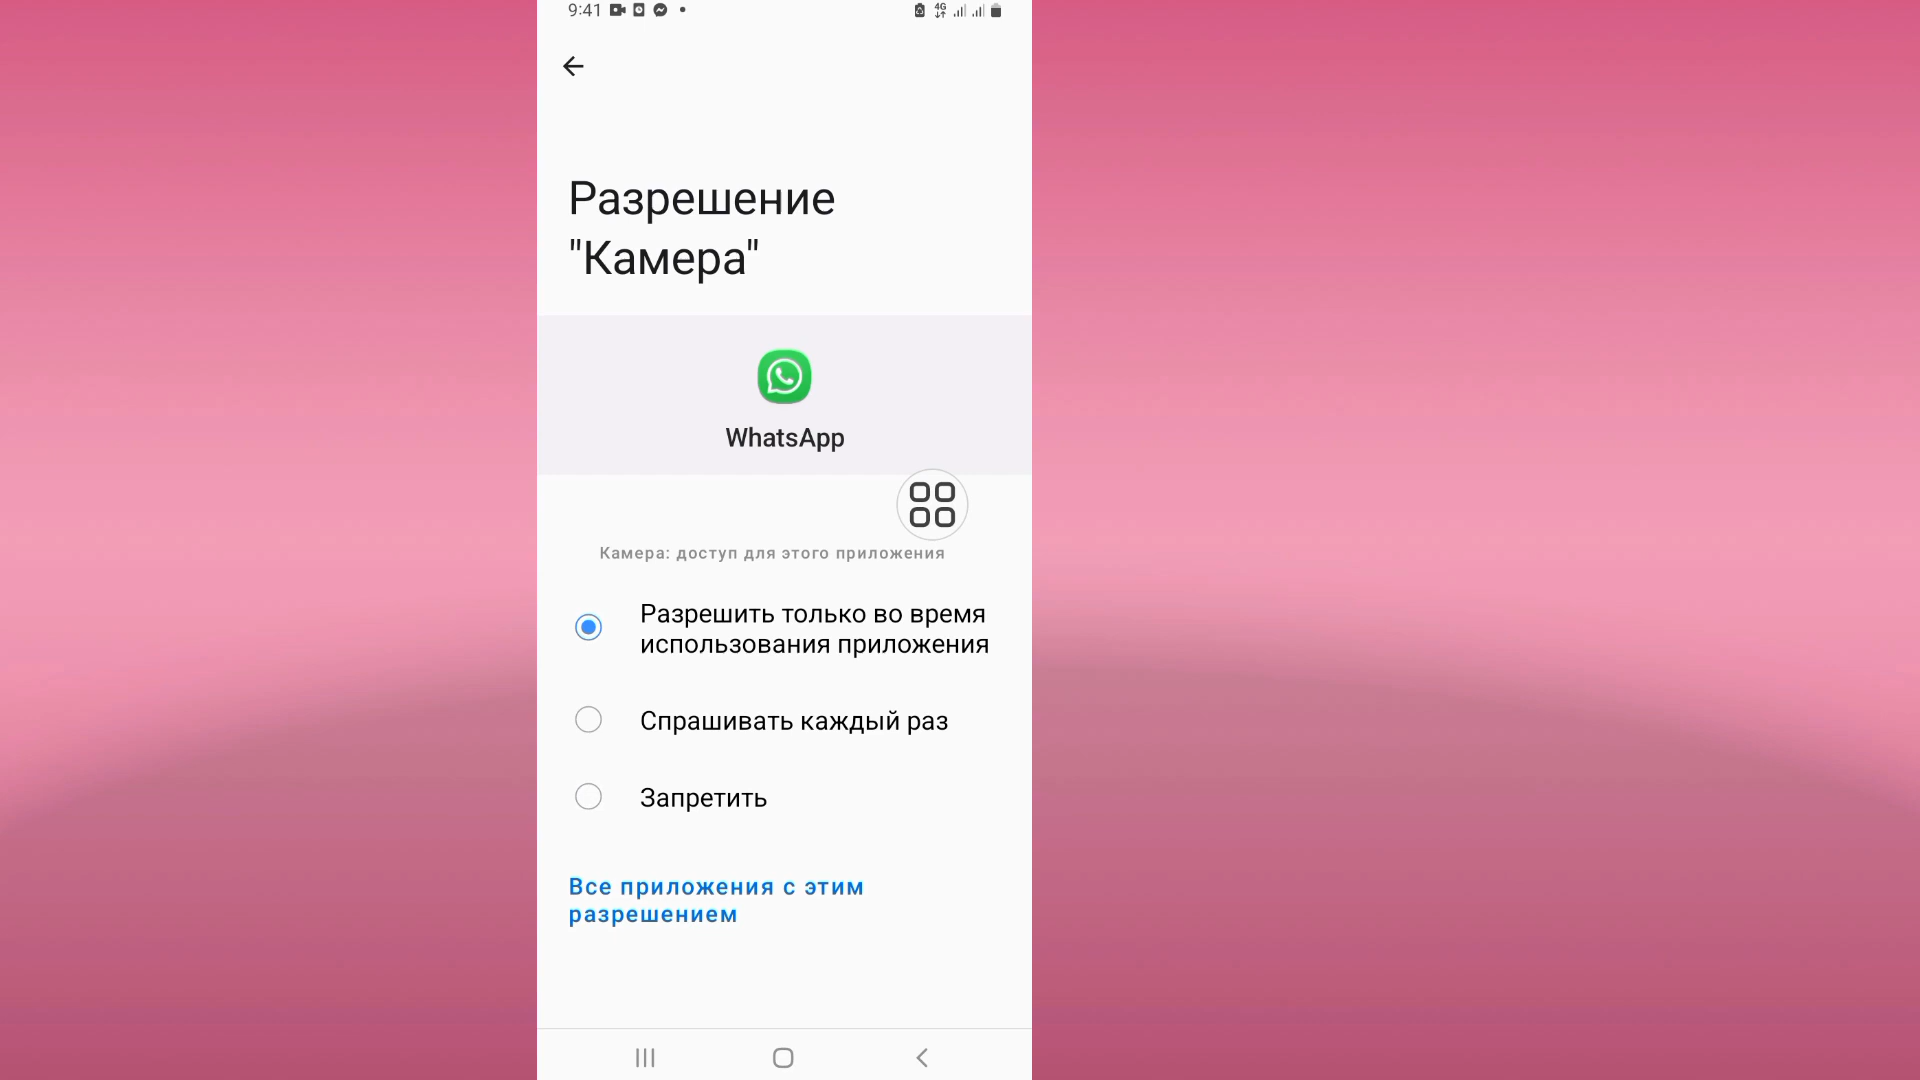 9:41
4G
Разрешение
"Камера"
WhatsApp
Камера: доступ для этого приложения
Разрешить только во время
использования приложения
Спрашивать каждый раз
Запретить
Все приложения с этим
разрешением